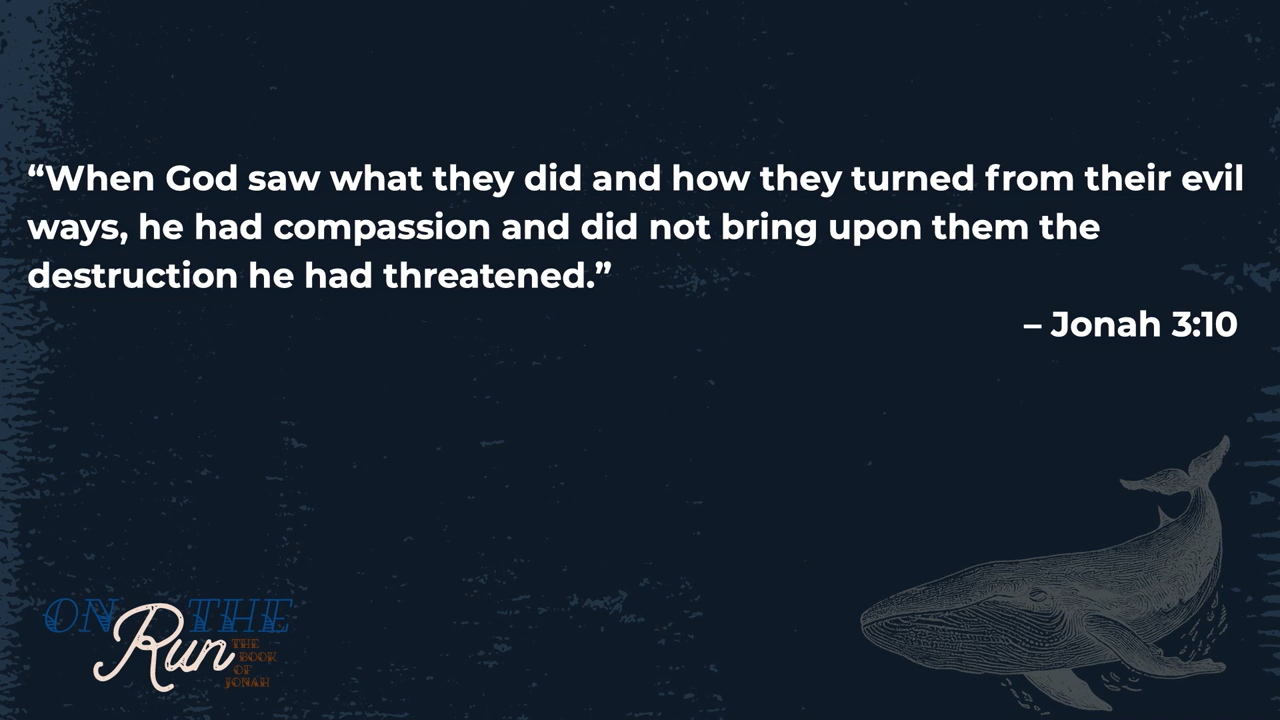 “When God saw what they did and how they turned from their evil
ways, he had compassion and did not bring upon them the
destruction he had threatened.”
– Jonah 3:10
ON THE
Run
THE
BOOK
OF
JONAH